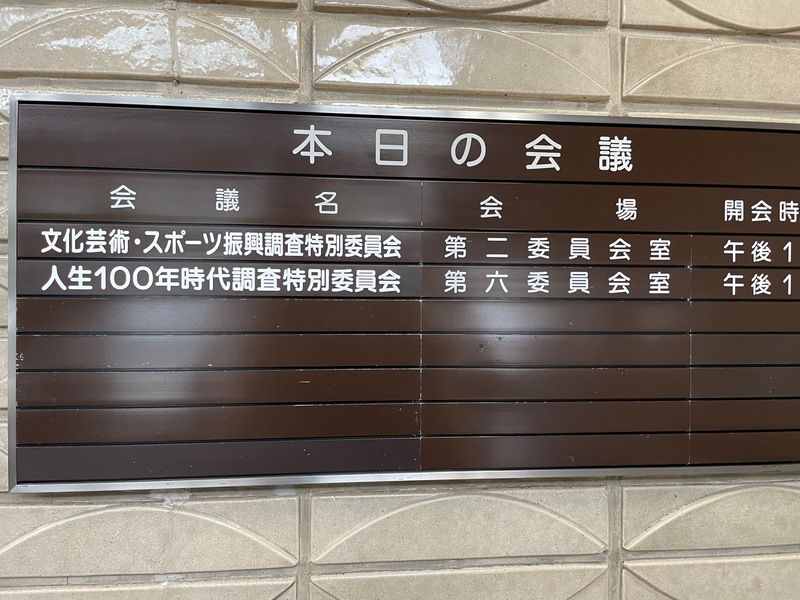 本日の会議
会議名 会場 開会時
文化芸術・スポーツ振興調査特別委員会 第二委員会室 午後1
人生100年時代調査特別委員会 第六委員会室 午後1